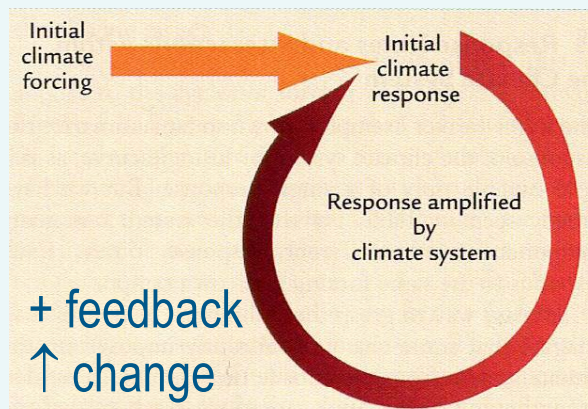 Initial
climate
forcing
Initial
climate
response
Response amplified
by
climate system
+ feedback
↑ change